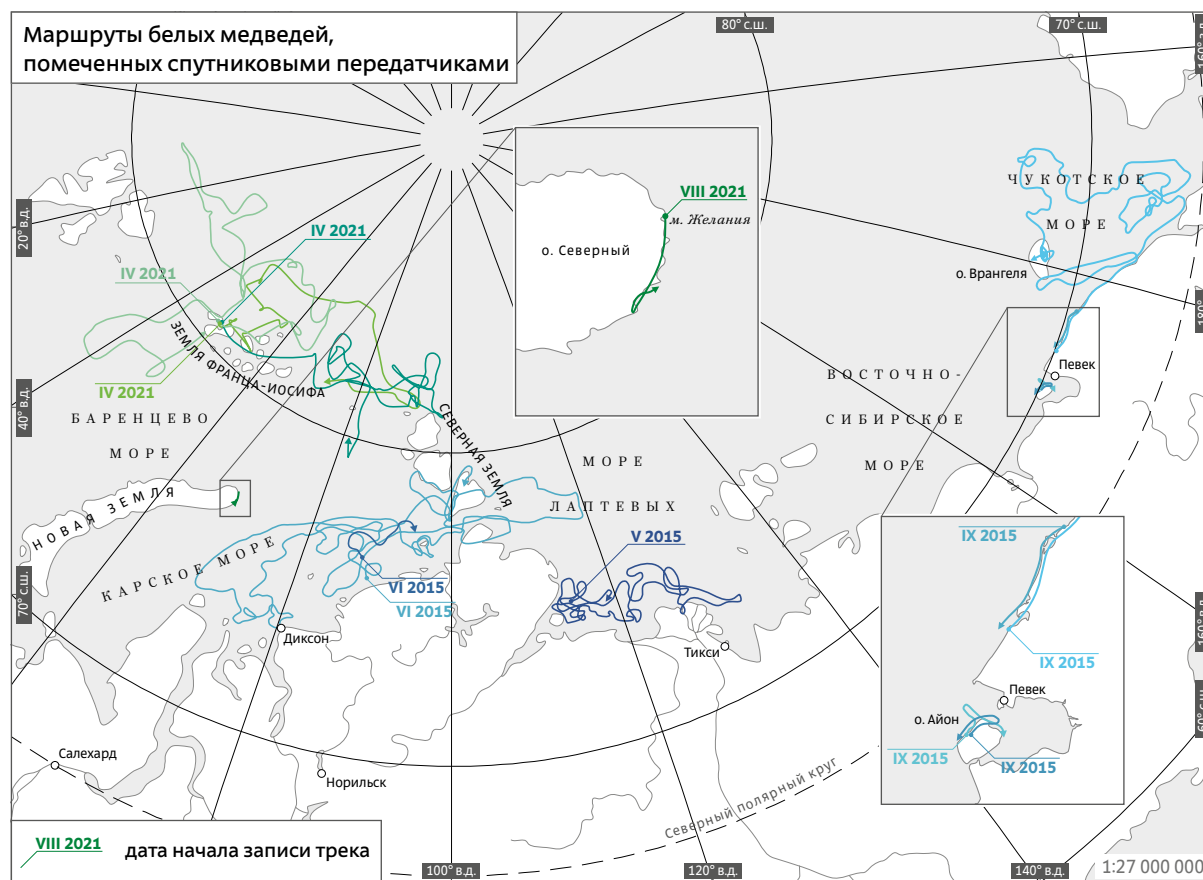 Маршруты белых медведей,
помеченных спутниковыми передатчиками
80° с.ш.
70° с.ш.
160° з.д.
20° в.д.
40° в.д.
70° с.ш.
180°
160° в.д.
60° с.ш.
100° в.д.
120° в.д.
140° в.д.
IV 2021
IV 2021
IV 2021
ЗЕМЛЯ ФРАНЦА-ИОСИФА
БАРЕНЦЕВО
МОРЕ
НОВАЯ ЗЕМЛЯ
КАРСКОЕ МОРЕ
СЕВЕРНАЯ ЗЕМЛЯ
МОРЕ
ЛАПТЕВЫХ
VI 2015
VI 2015
V 2015
Диксон
Тикси
Салехард
Норильск
VIII 2021
м. Желания
о. Северный
ЧУКОТСКОЕ
МОРЕ
о. Врангеля
Певек
ВОСТОЧНО-
СИБИРСКОЕ
МОРЕ
IX 2015
IX 2015
Певек
о. Айон
IX 2015
IX 2015
Северный полярный круг
VIII 2021
дата начала записи трека
1:27 000 000